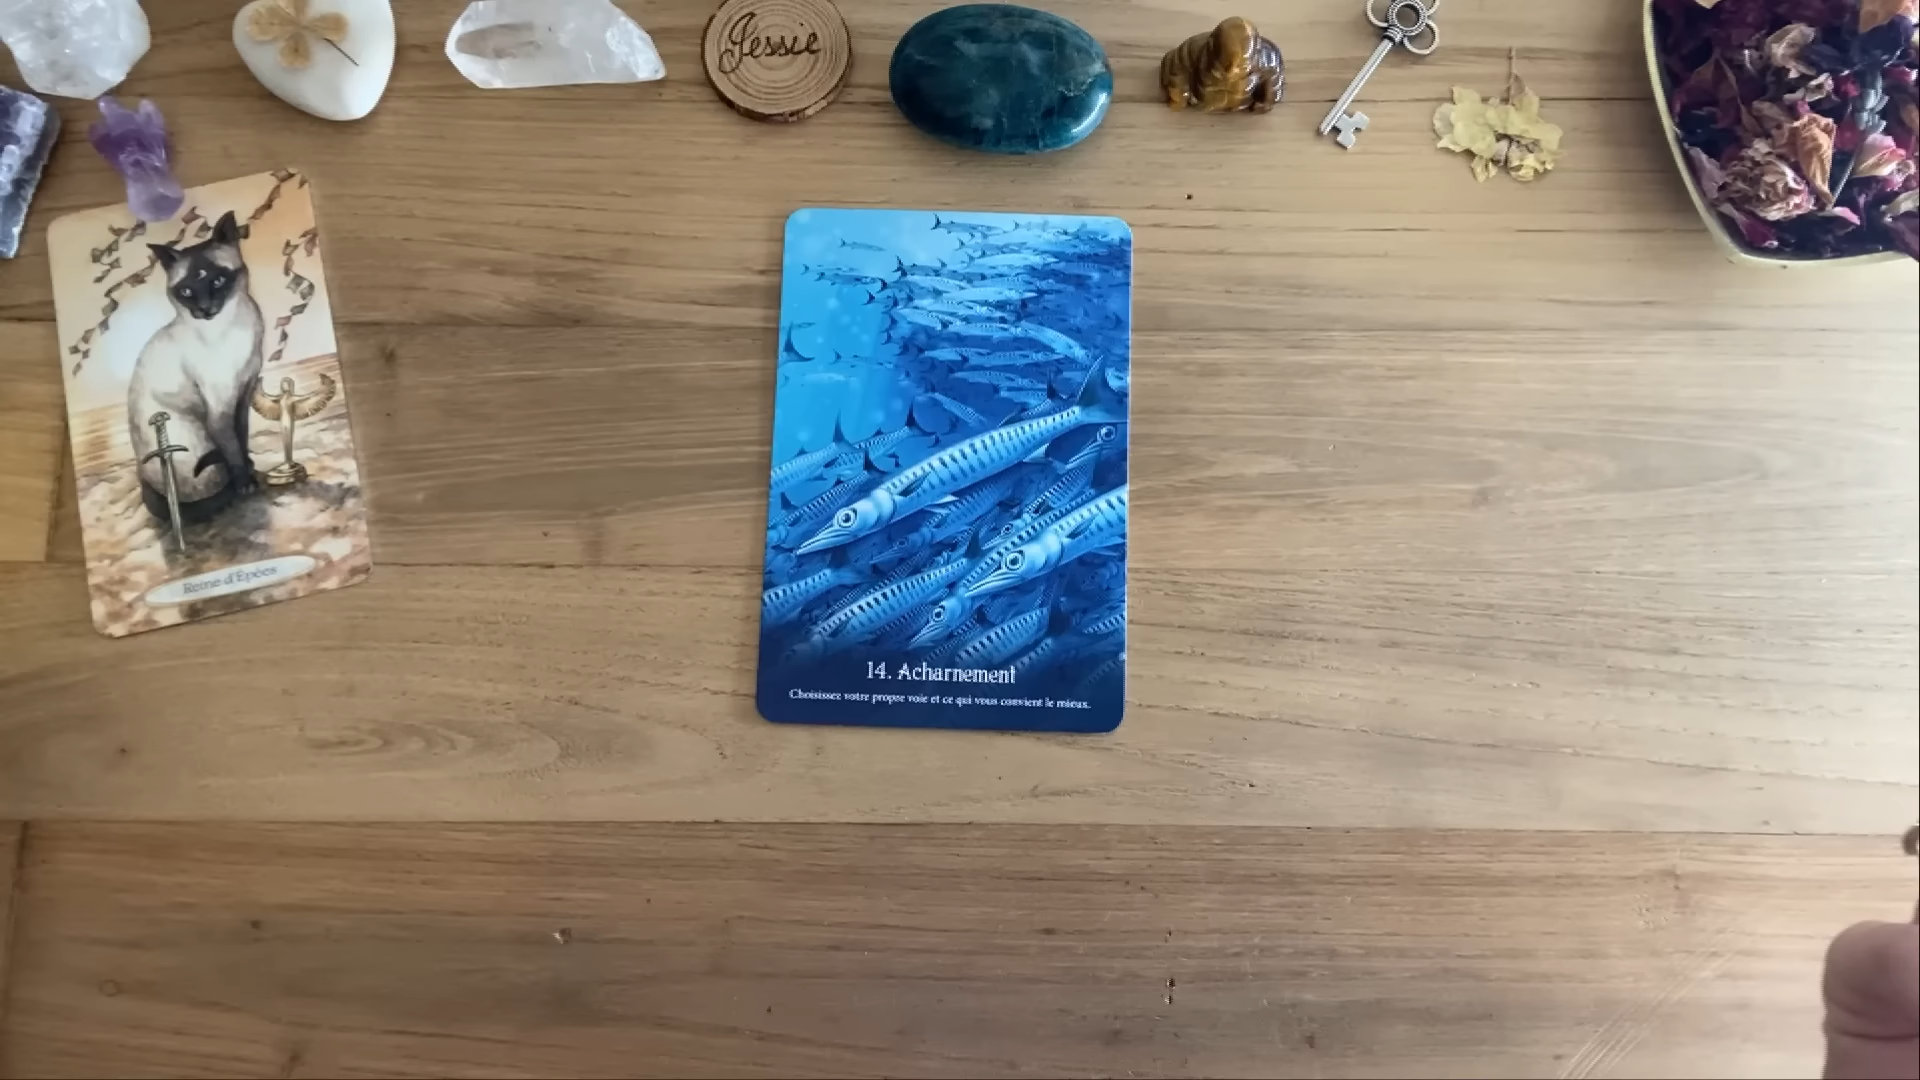 Jessie
Reine d'Épées
14. Acharnement
Choisissez votre propre voie et ce qui vous convient le mieux.